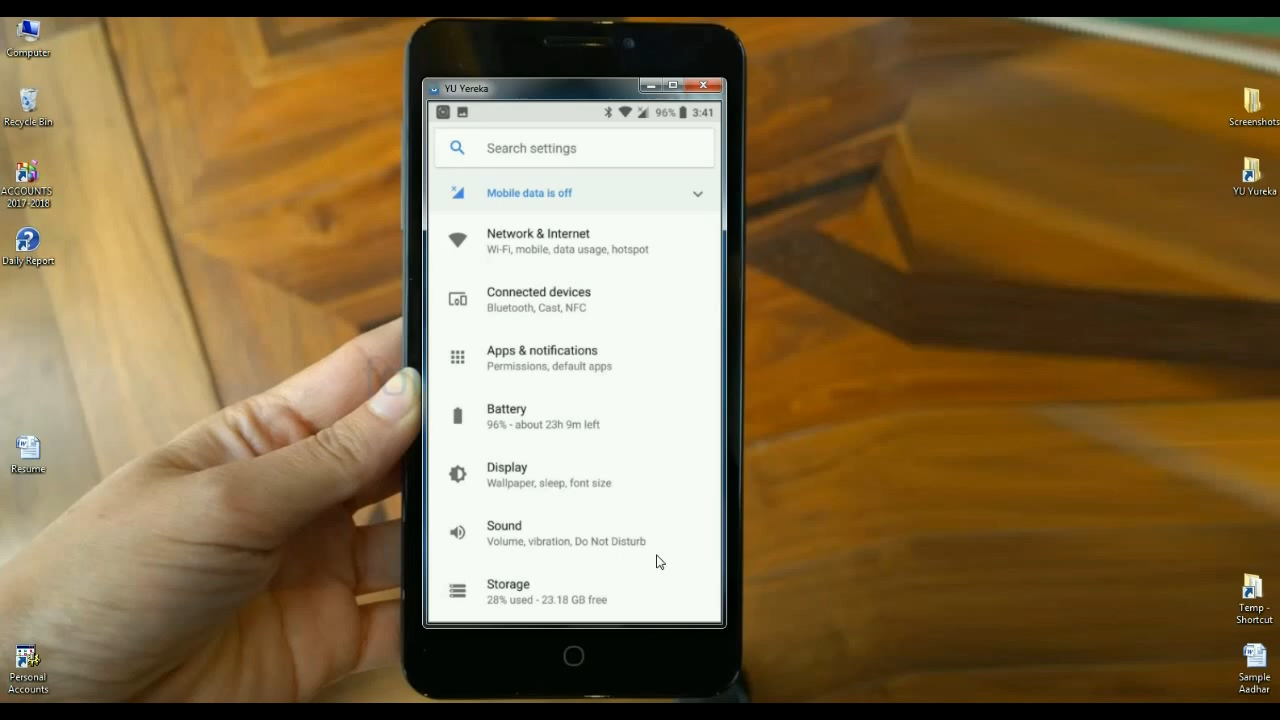 Computer
Recycle Bin
ACCOUNTS
2017-2018
Daily Report
Resume
Personal
Accounts
YU Yereka
96%
3:41
Search settings
Mobile data is off
Network & Internet
Wi-Fi, mobile, data usage, hotspot
Connected devices
Bluetooth, Cast, NFC
Apps & notifications
Permissions, default apps
Battery
96% - about 23h 9m left
Display
Wallpaper, sleep, font size
Sound
Volume, vibration, Do Not Disturb
Storage
28% used - 23.18 GB free
Screenshots
YU Yureka
Temp -
Shortcut
Sample
Aadhar